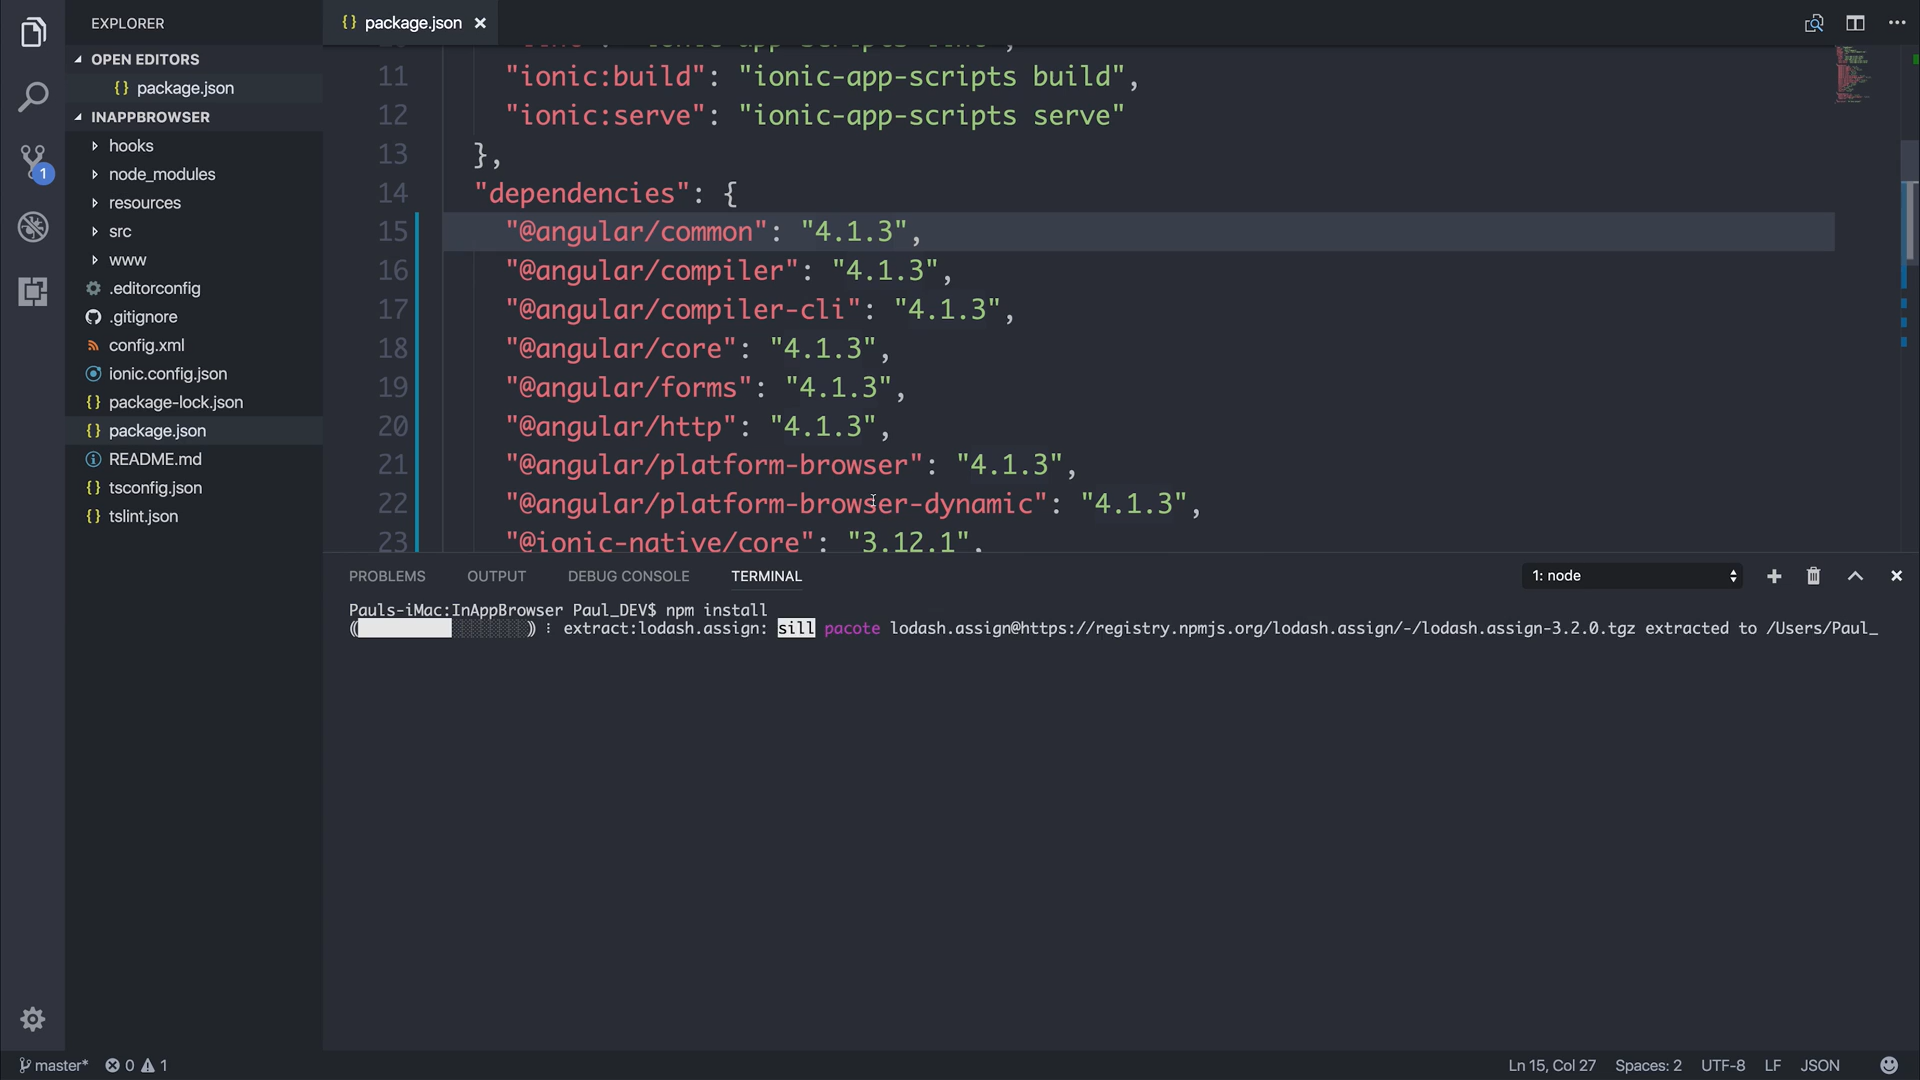 EXPLORER
OPEN EDITORS
{} package.json
INAPPBROWSER
hooks
node_modules
resources
src
www
.editorconfig
.gitignore
config.xml
ionic.config.json
{} package-lock.json
{} package.json
README.md
{} tsconfig.json
{} tslint.json
1
{} package.json ×
11 "ionic:build": "ionic-app-scripts build",
12 "ionic:serve": "ionic-app-scripts serve"
13 },
14 "dependencies": {
15 "@angular/common": "4.1.3",
16 "@angular/compiler": "4.1.3",
17 "@angular/compiler-cli": "4.1.3",
18 "@angular/core": "4.1.3",
19 "@angular/forms": "4.1.3",
20 "@angular/http": "4.1.3",
21 "@angular/platform-browser": "4.1.3",
22 "@angular/platform-browser-dynamic": "4.1.3",
23 "@ionic-native/core": "3.12.1",
PROBLEMS OUTPUT DEBUG CONSOLE TERMINAL 1: node
Pauls-iMac:InAppBrowser Paul_DEV$ npm install
extract:lodash.assign: sill pacote lodash.assign@https://registry.npmjs.org/lodash.assign/-/lodash.assign-3.2.0.tgz extracted to /Users/Paul_
master* 0 1 Ln 15, Col 27 Spaces: 2 UTF-8 LF JSON